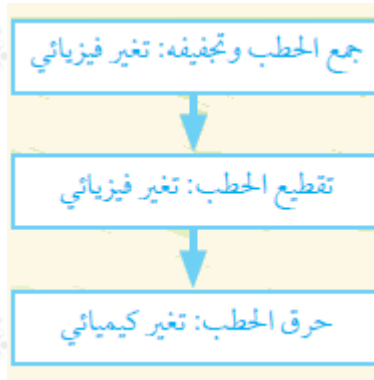 جمع الحطب وتجفيفه: تغير فيزيائي
تقطيع الحطب: تغير فيزيائي
حرق الحطب: تغير كيميائي